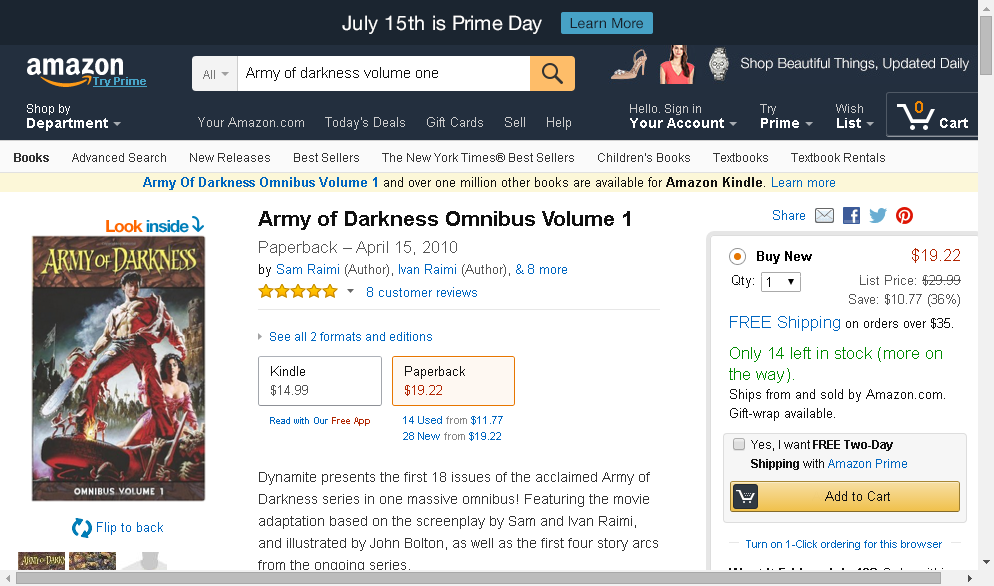 July 15th is Prime Day Learn More
amazon
Try Prime
All
Army of darkness volume one
Shop Beautiful Things, Updated Daily
Shop by
Department
Your Amazon.com Today's Deals Gift Cards Sell Help
Hello. Sign in
Your Account
Try
Prime
Wish
List
0
Cart
Books Advanced Search New Releases Best Sellers The New York Times® Best Sellers Children's Books Textbooks Textbook Rentals
Army Of Darkness Omnibus Volume 1 and over one million other books are available for Amazon Kindle. Learn more
Look inside
ARMY OF DARKNESS
OMNIBUS VOLUME 1
Flip to back
Army of Darkness Omnibus Volume 1
Paperback – April 15, 2010
by Sam Raimi (Author), Ivan Raimi (Author), & 8 more
8 customer reviews
See all 2 formats and editions
Kindle
$14.99
Paperback
$19.22
Read with Our Free App
14 Used from $11.77
28 New from $19.22
Dynamite presents the first 18 issues of the acclaimed Army of
Darkness series in one massive omnibus! Featuring the movie
adaptation based on the screenplay by Sam and Ivan Raimi,
and illustrated by John Bolton, as well as the first four story arcs
from the ongoing series.
Share
Buy New $19.22
Qty: 1 List Price: $29.99
Save: $10.77 (36%)
FREE Shipping on orders over $35.
Only 14 left in stock (more on
the way).
Ships from and sold by Amazon.com.
Gift-wrap available.
Yes, I want FREE Two-Day
Shipping with Amazon Prime
Add to Cart
Turn on 1-Click ordering for this browser